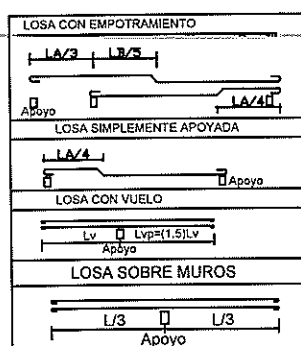 LOSA CON EMPOTRAMIENTO
LA/3 LB/5
LA/4
Apoyo
LOSA SIMPLEMENTE APOYADA
LA/4
Apoyo
LOSA CON VUELO
Lv Lvp=(1,5)Lv
Apoyo
LOSA SOBRE MUROS
L/3 L/3
Apoyo